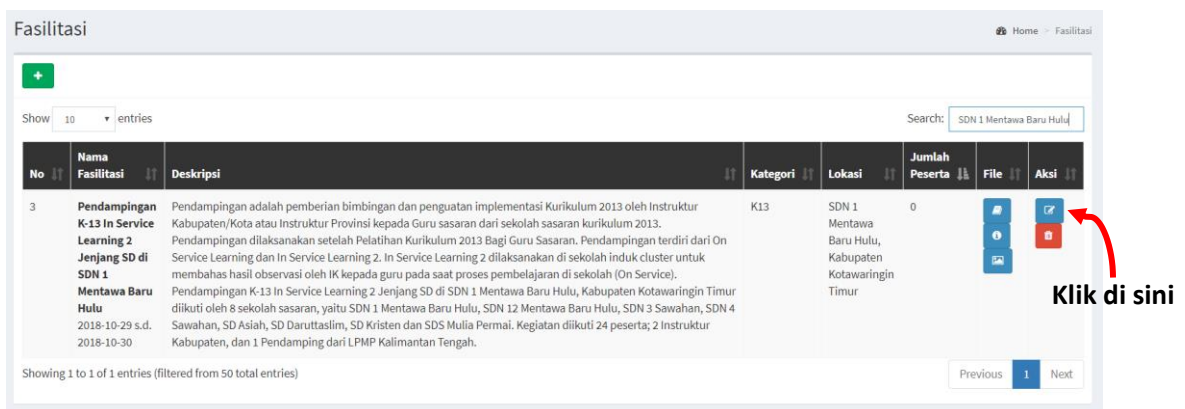 Fasilitasi
Home > Fasilitasi
+
Show 10 entries
Search: SDN 1 Mentawa Baru Hulu
No
Nama Fasilitasi
Deskripsi
Kategori
Lokasi
Jumlah Peserta
File
Aksi
3
Pendampingan
K-13 In Service
Learning 2
Jenjang SD di
SDN 1
Mentawa Baru
Hulu
2018-10-29 s.d.
2018-10-30
Pendampingan adalah pemberian bimbingan dan penguatan implementasi Kurikulum 2013 oleh Instruktur
Kabupaten/Kota atau Instruktur Provinsi kepada Guru sasaran dari sekolah sasaran kurikulum 2013.
Pendampingan dilaksanakan setelah Pelatihan Kurikulum 2013 Bagi Guru Sasaran. Pendampingan terdiri dari On
Service Learning dan In Service Learning 2. In Service Learning 2 dilaksanakan di sekolah induk cluster untuk
membahas hasil observasi oleh IK kepada guru pada saat proses pembelajaran di sekolah (On Service).
Pendampingan K-13 In Service Learning 2 Jenjang SD di SDN 1 Mentawa Baru Hulu, Kabupaten Kotawaringin Timur
diikuti oleh 8 sekolah sasaran, yaitu SDN 1 Mentawa Baru Hulu, SDN 12 Mentawa Baru Hulu, SDN 3 Sawahan, SDN 4
Sawahan, SD Asiah, SD Daruttaslim, SD Kristen dan SDS Mulia Permai. Kegiatan diikuti 24 peserta; 2 Instruktur
Kabupaten, dan 1 Pendamping dari LPMP Kalimantan Tengah.
K13
SDN 1
Mentawa
Baru Hulu,
Kabupaten
Kotawaringin
Timur
0
Klik di sini
Showing 1 to 1 of 1 entries (filtered from 50 total entries)
Previous 1 Next